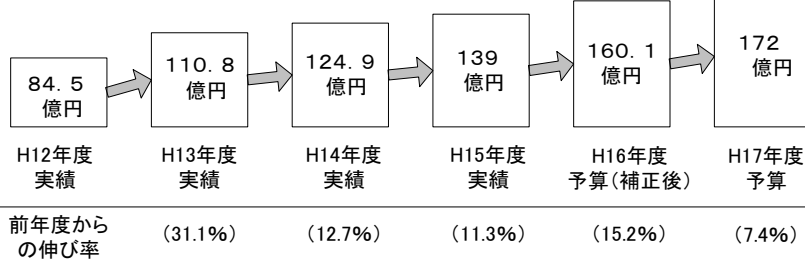 84.5
億円
110.8
億円
124.9
億円
139
億円
160.1
億円
172
億円
H12年度
実績
H13年度
実績
H14年度
実績
H15年度
実績
H16年度
予算(補正後)
H17年度
予算
前年度から
の伸び率
(31.1%)
(12.7%)
(11.3%)
(15.2%)
(7.4%)